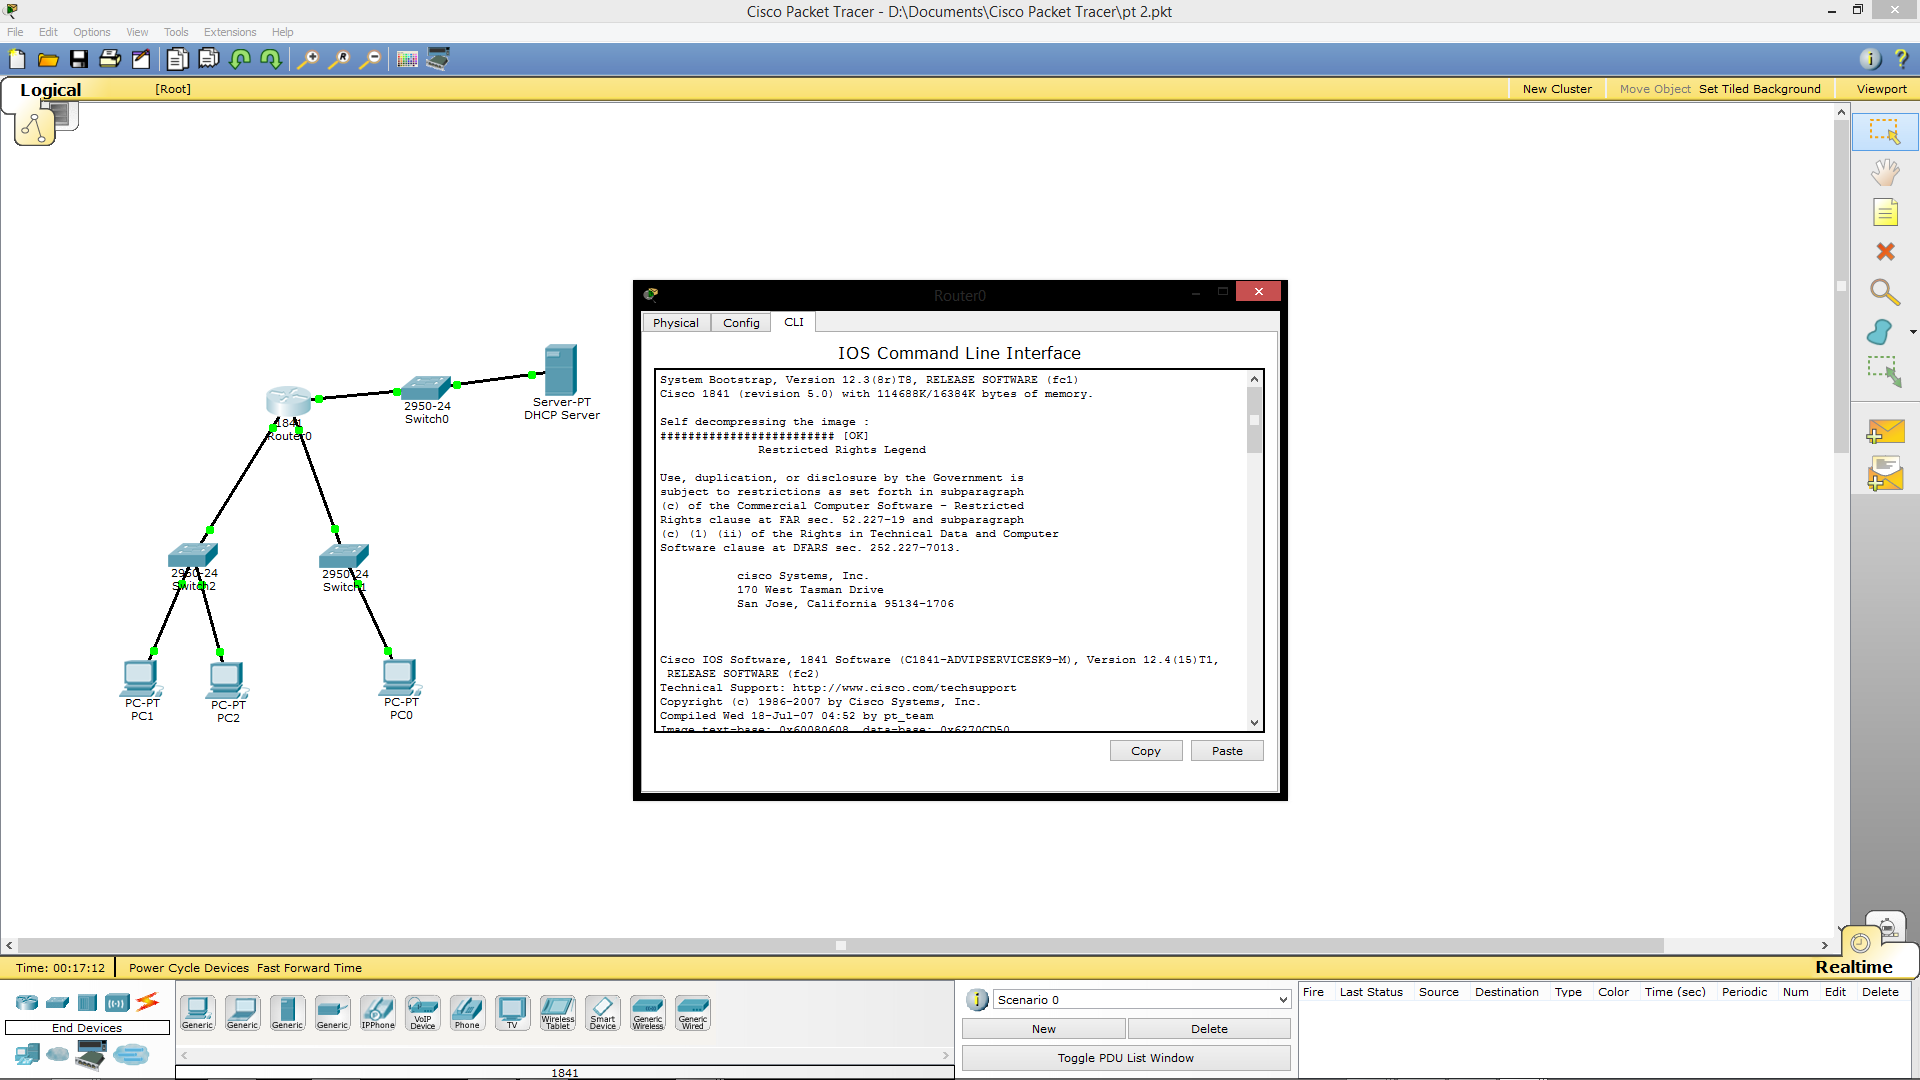 Cisco Packet Tracer - D:\Documents\Cisco Packet Tracer\pt 2.pkt
File Edit Options View Tools Extensions Help
Logical [Root] New Cluster Move Object Set Tiled Background Viewport
Router0
Physical Config CLI
IOS Command Line Interface
System Bootstrap, Version 12.3(8r)T8, RELEASE SOFTWARE (fc1)
Cisco 1841 (revision 5.0) with 114688K/16384K bytes of memory.
Self decompressing the image :
######################### [OK]
Restricted Rights Legend
Use, duplication, or disclosure by the Government is
subject to restrictions as set forth in subparagraph
(c) of the Commercial Computer Software - Restricted
Rights clause at FAR sec. 52.227-19 and subparagraph
(c) (1) (ii) of the Rights in Technical Data and Computer
Software clause at DFARS sec. 252.227-7013.
cisco Systems, Inc.
170 West Tasman Drive
San Jose, California 95134-1706
Cisco IOS Software, 1841 Software (C1841-ADVIPSERVICESK9-M), Version 12.4(15)T1,
RELEASE SOFTWARE (fc2)
Technical Support: http://www.cisco.com/techsupport
Copyright (c) 1986-2007 by Cisco Systems, Inc.
Compiled Wed 18-Jul-07 04:52 by pt_team
Image text-base: 0x60080608, data-base: 0x6270CD50
Copy Paste
Server-PT
DHCP Server
2950-24
Switch0
1841
Router0
2950-24
Switch2
2950-24
Switch1
PC-PT
PC1
PC-PT
PC2
PC-PT
PC0
Time: 00:17:12 Power Cycle Devices Fast Forward Time Realtime
End Devices
Generic Generic Generic Generic IPPhone VoIP Device Phone TV Wireless Tablet Smart Device Generic Wireless Generic Wired
1841
Scenario 0
New Delete
Toggle PDU List Window
Fire Last Status Source Destination Type Color Time (sec) Periodic Num Edit Delete